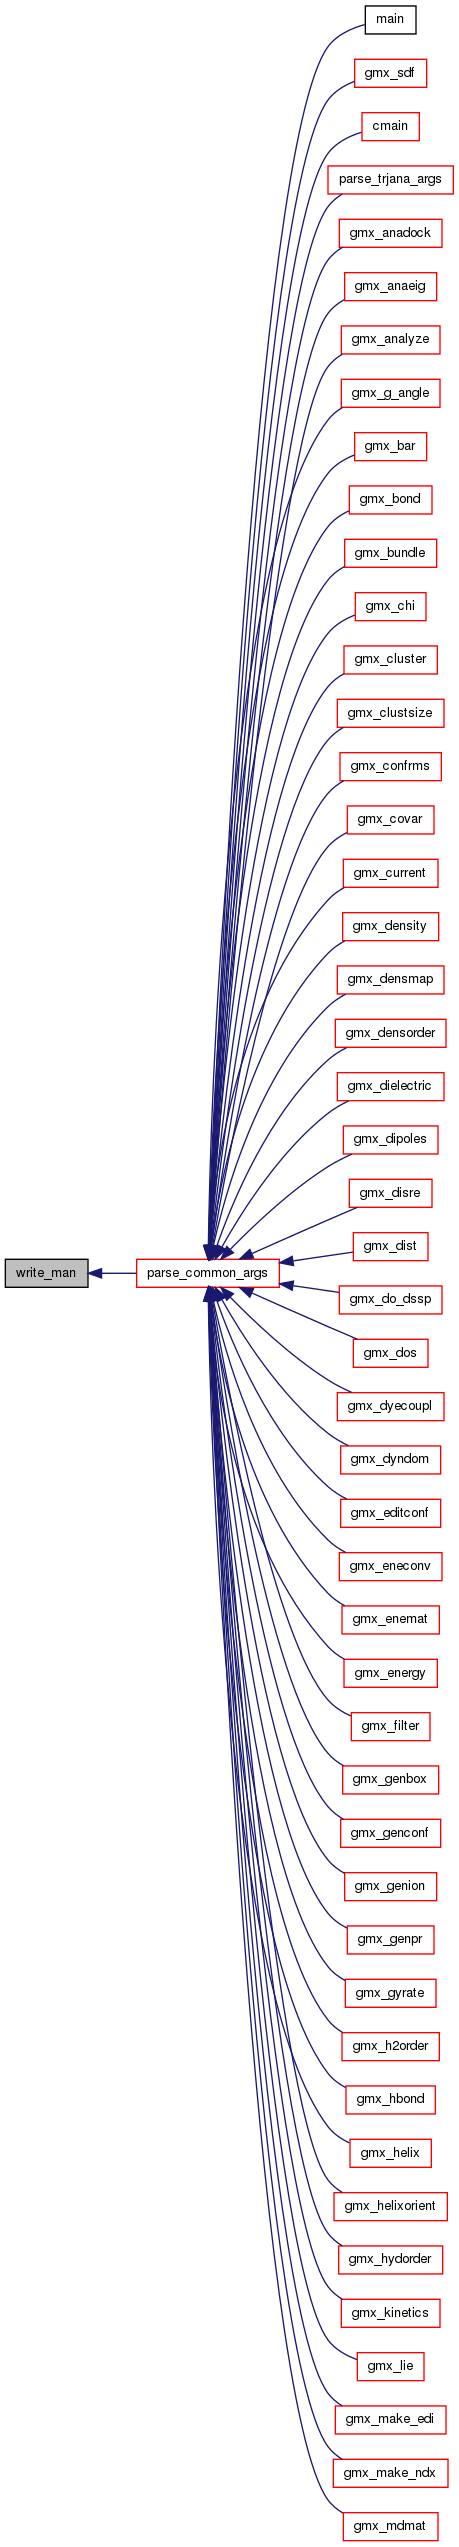 main
gmx_sdf
cmain
parse_trjana_args
gmx_anadock
gmx_anaeig
gmx_analyze
gmx_g_angle
gmx_bar
gmx_bond
gmx_bundle
gmx_chi
gmx_cluster
gmx_clustsize
gmx_confrms
gmx_covar
gmx_current
gmx_density
gmx_densmap
gmx_densorder
gmx_dielectric
gmx_dipoles
gmx_disre
gmx_dist
write_man
parse_common_args
gmx_do_dssp
gmx_dos
gmx_dyecoupl
gmx_dyndom
gmx_editconf
gmx_eneconv
gmx_enemat
gmx_energy
gmx_filter
gmx_genbox
gmx_genconf
gmx_genion
gmx_genpr
gmx_gyrate
gmx_h2order
gmx_hbond
gmx_helix
gmx_helixorient
gmx_hydorder
gmx_kinetics
gmx_lie
gmx_make_edi
gmx_make_ndx
gmx_mdmat